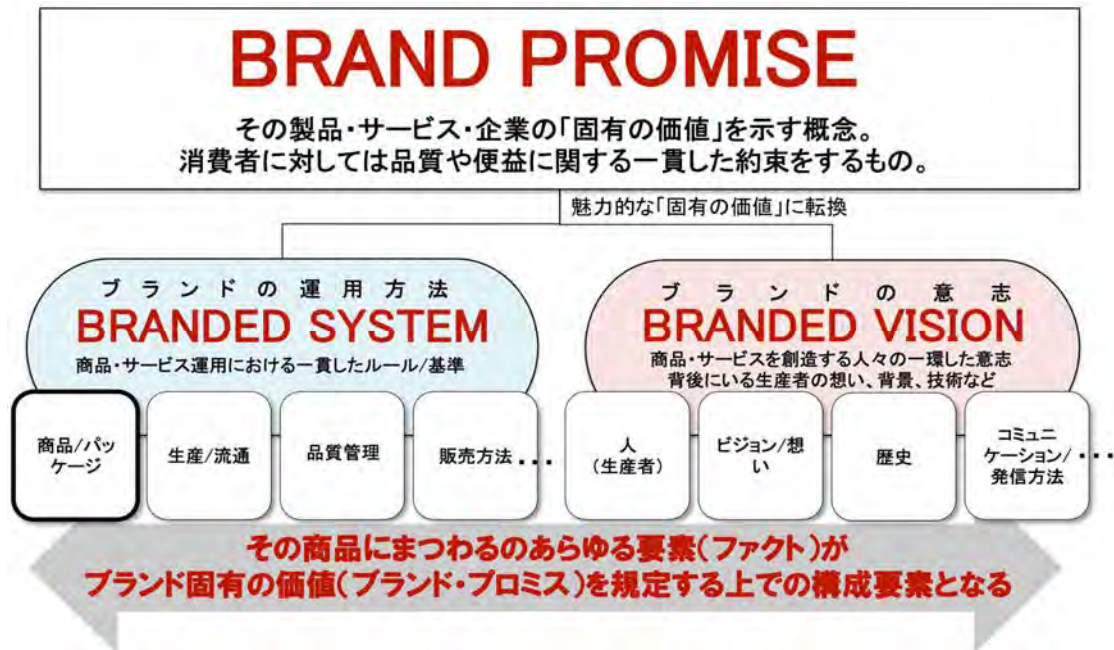 BRAND PROMISE
その製品・サービス・企業の「固有の価値」を示す概念。
消費者に対しては品質や便益に関する一貫した約束をするもの。
魅力的な「固有の価値」に転換
ブランドの運用方法
BRANDED SYSTEM
商品・サービス運用における一貫したルール/基準
ブランドの意志
BRANDED VISION
商品・サービスを創造する人々の一環した意志
背後にいる生産者の想い、背景、技術など
商品/パッ
ケージ
生産/流通
品質管理
販売方法
・・・
人
(生産者)
ビジョン/想
い
歴史
コミュニ
ケーション/
発信方法
・・・
その商品にまつわるのあらゆる要素(ファクト)が
ブランド固有の価値(ブランド・プロミス)を規定する上での構成要素となる